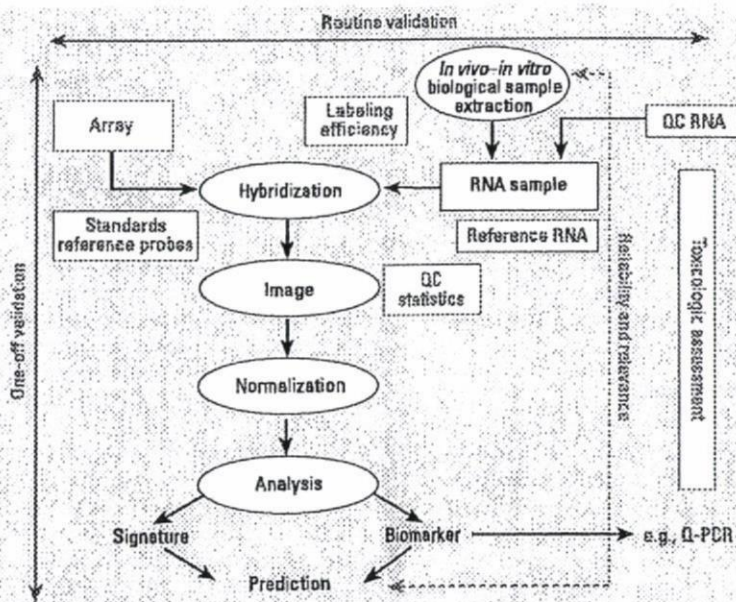 Routine validation
In vivo–in vitro
biological sample
extraction
Labeling
efficiency
Array
QC RNA
Hybridization
RNA sample
Standards
reference probes
Reference RNA
Image
QC
statistics
Reliability and relevance
Toxicologic assessment
One-off validation
Normalization
Analysis
Signature
Biomarker
e.g., Q-PCR
Prediction